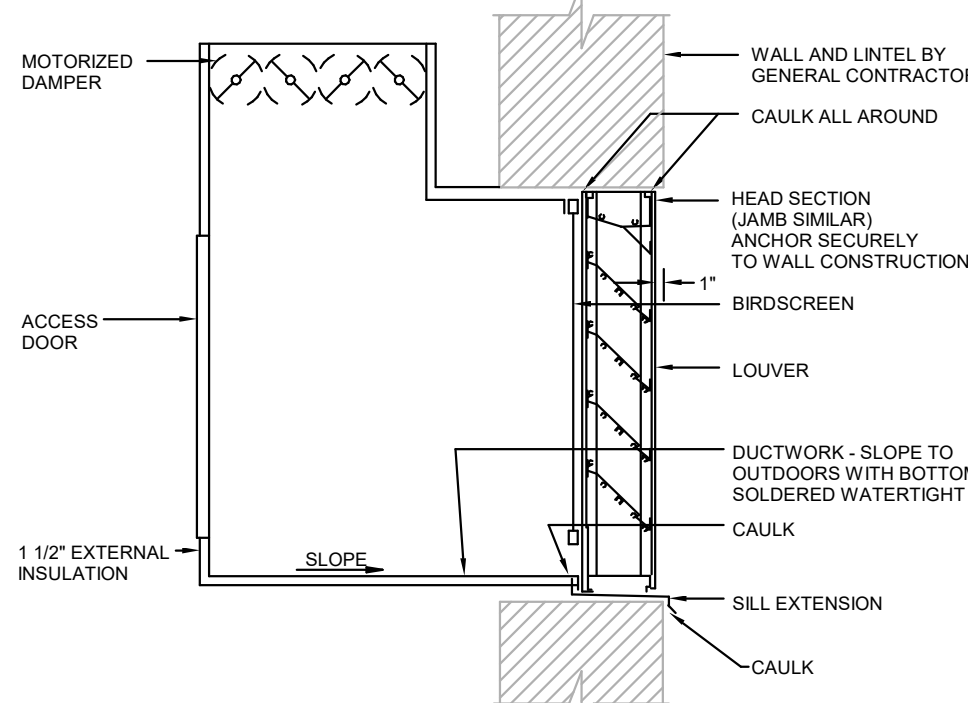 MOTORIZED
DAMPER
ACCESS
DOOR
1 1/2" EXTERNAL
INSULATION
SLOPE
WALL AND LINTEL BY
GENERAL CONTRACTOR
CAULK ALL AROUND
HEAD SECTION
(JAMB SIMILAR)
ANCHOR SECURELY
TO WALL CONSTRUCTION
1"
BIRDSCREEN
LOUVER
DUCTWORK - SLOPE TO
OUTDOORS WITH BOTTOM
SOLDERED WATERTIGHT
CAULK
SILL EXTENSION
CAULK